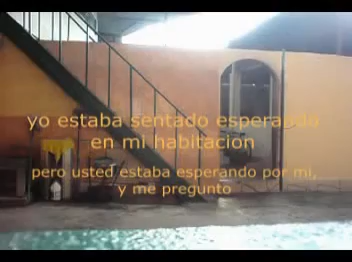 yo estaba sentado esperando
en mi habitacion
pero usted estaba esperando por mi,
y me pregunto